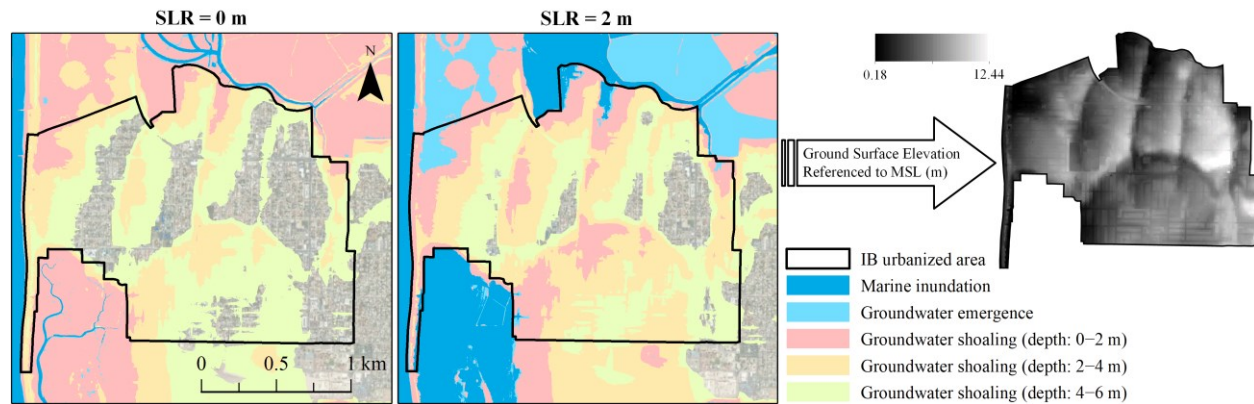 SLR = 0 m
SLR = 2 m
N
0 0.5 1 km
0.18 12.44
Ground Surface Elevation
Referenced to MSL (m)
IB urbanized area
Marine inundation
Groundwater emergence
Groundwater shoaling (depth: 0−2 m)
Groundwater shoaling (depth: 2−4 m)
Groundwater shoaling (depth: 4−6 m)